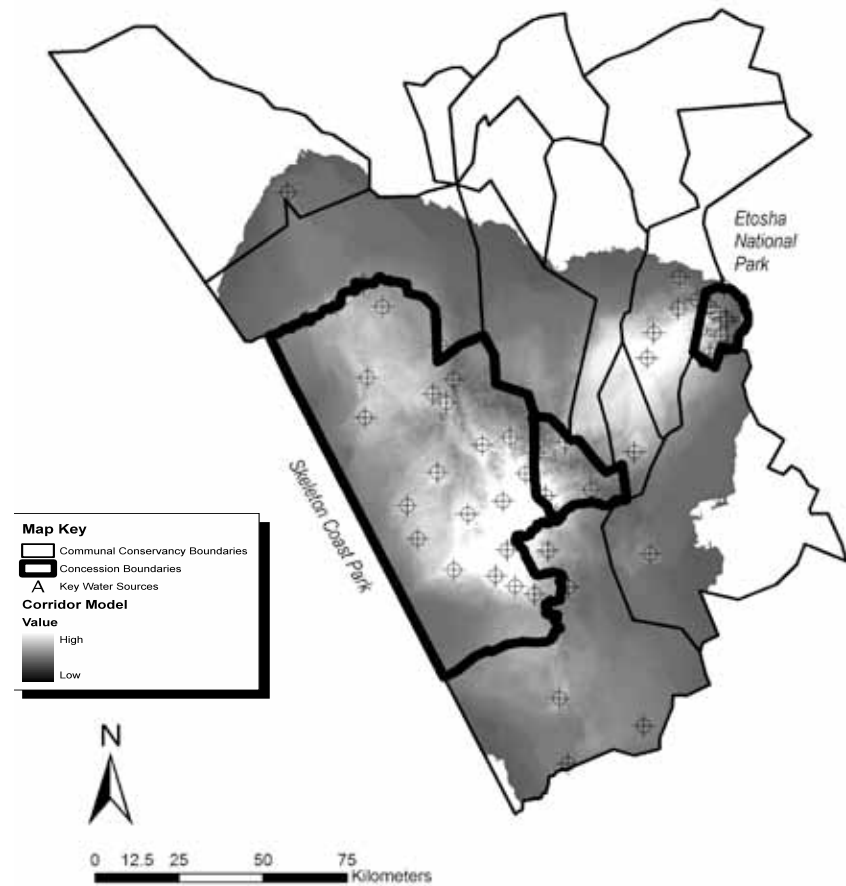 Etosha
National
Park
Skeleton Coast Park
Map Key
Communal Conservancy Boundaries
Concession Boundaries
A Key Water Sources
Corridor Model
Value
High
Low
N
0 12.5 25 50 75
Kilometers